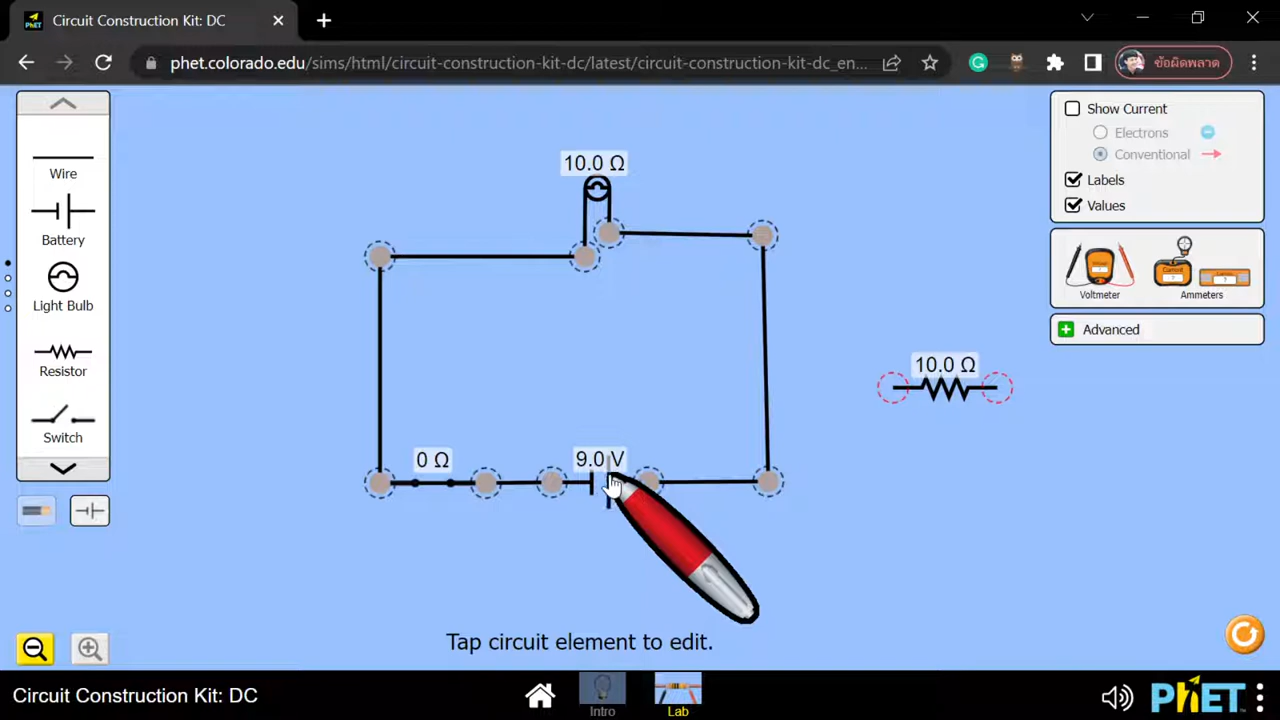 Circuit Construction Kit: DC
phet.colorado.edu/sims/html/circuit-construction-kit-dc/latest/circuit-construction-kit-dc_en...
ข้อผิดพลาด
Wire
Battery
Light Bulb
Resistor
Switch
10.0 Ω
0 Ω
9.0 V
10.0 Ω
Show Current
Electrons
Conventional
Labels
Values
Voltmeter
Ammeters
Advanced
Tap circuit element to edit.
Circuit Construction Kit: DC
Intro
Lab
PhET